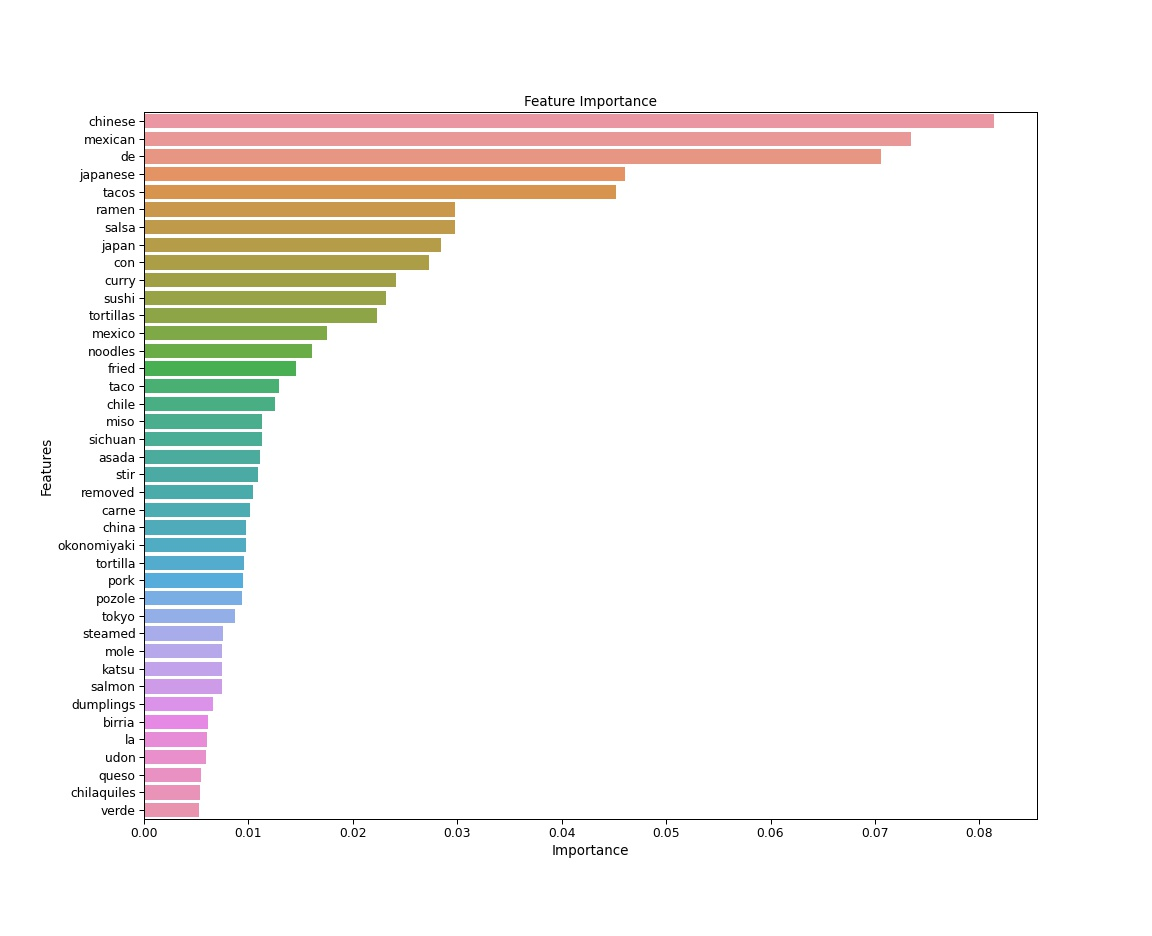 Feature Importance
chinese
mexican
de
japanese
tacos
ramen
salsa
japan
con
curry
sushi
tortillas
mexico
noodles
fried
taco
chile
miso
sichuan
asada
stir
removed
carne
china
okonomiyaki
tortilla
pork
pozole
tokyo
steamed
mole
katsu
salmon
dumplings
birria
la
udon
queso
chilaquiles
verde
Features
0.00 0.01 0.02 0.03 0.04 0.05 0.06 0.07 0.08
Importance